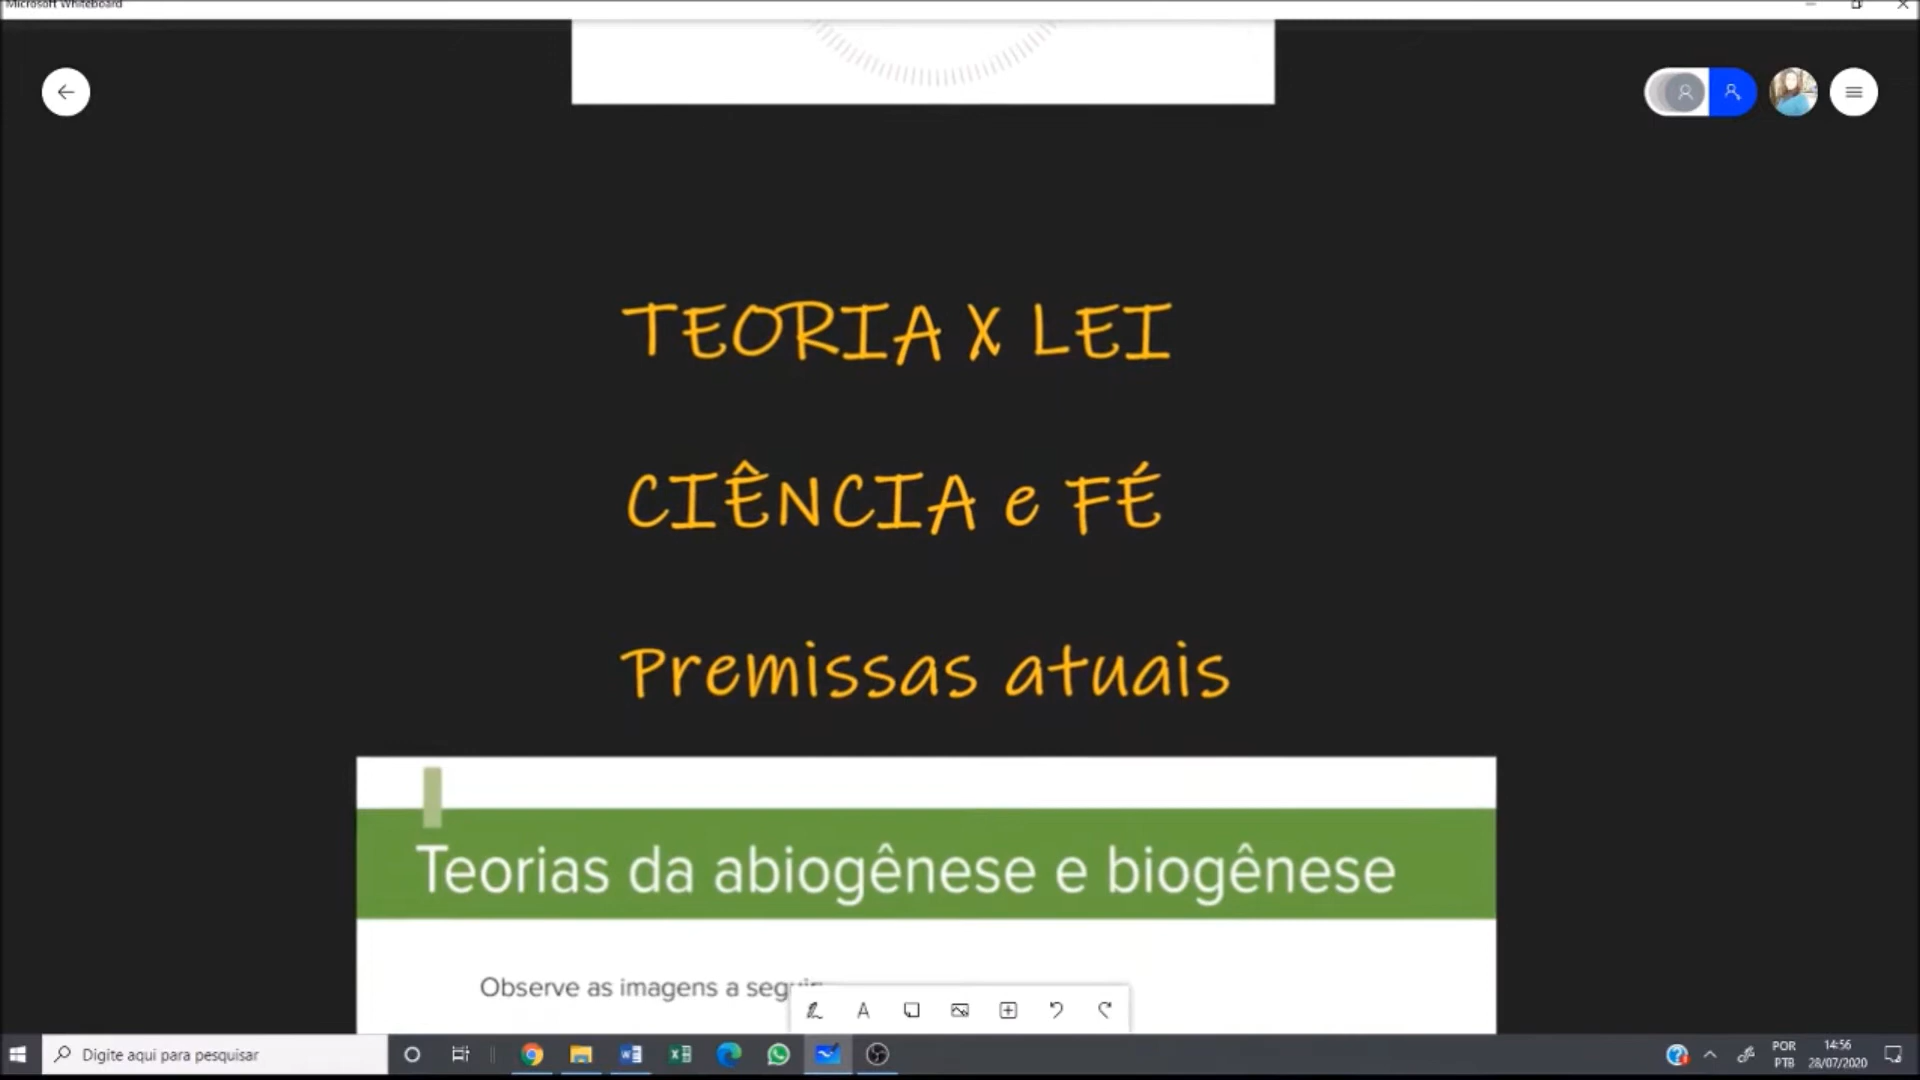 Microsoft Whiteboard
TEORIA X LEI
CIÊNCIA e FÉ
Premissas atuais
Teorias da abiogênese e biogênese
Observe as imagens a seguir
Digite aqui para pesquisar
POR
PTB
14:56
28/07/2020